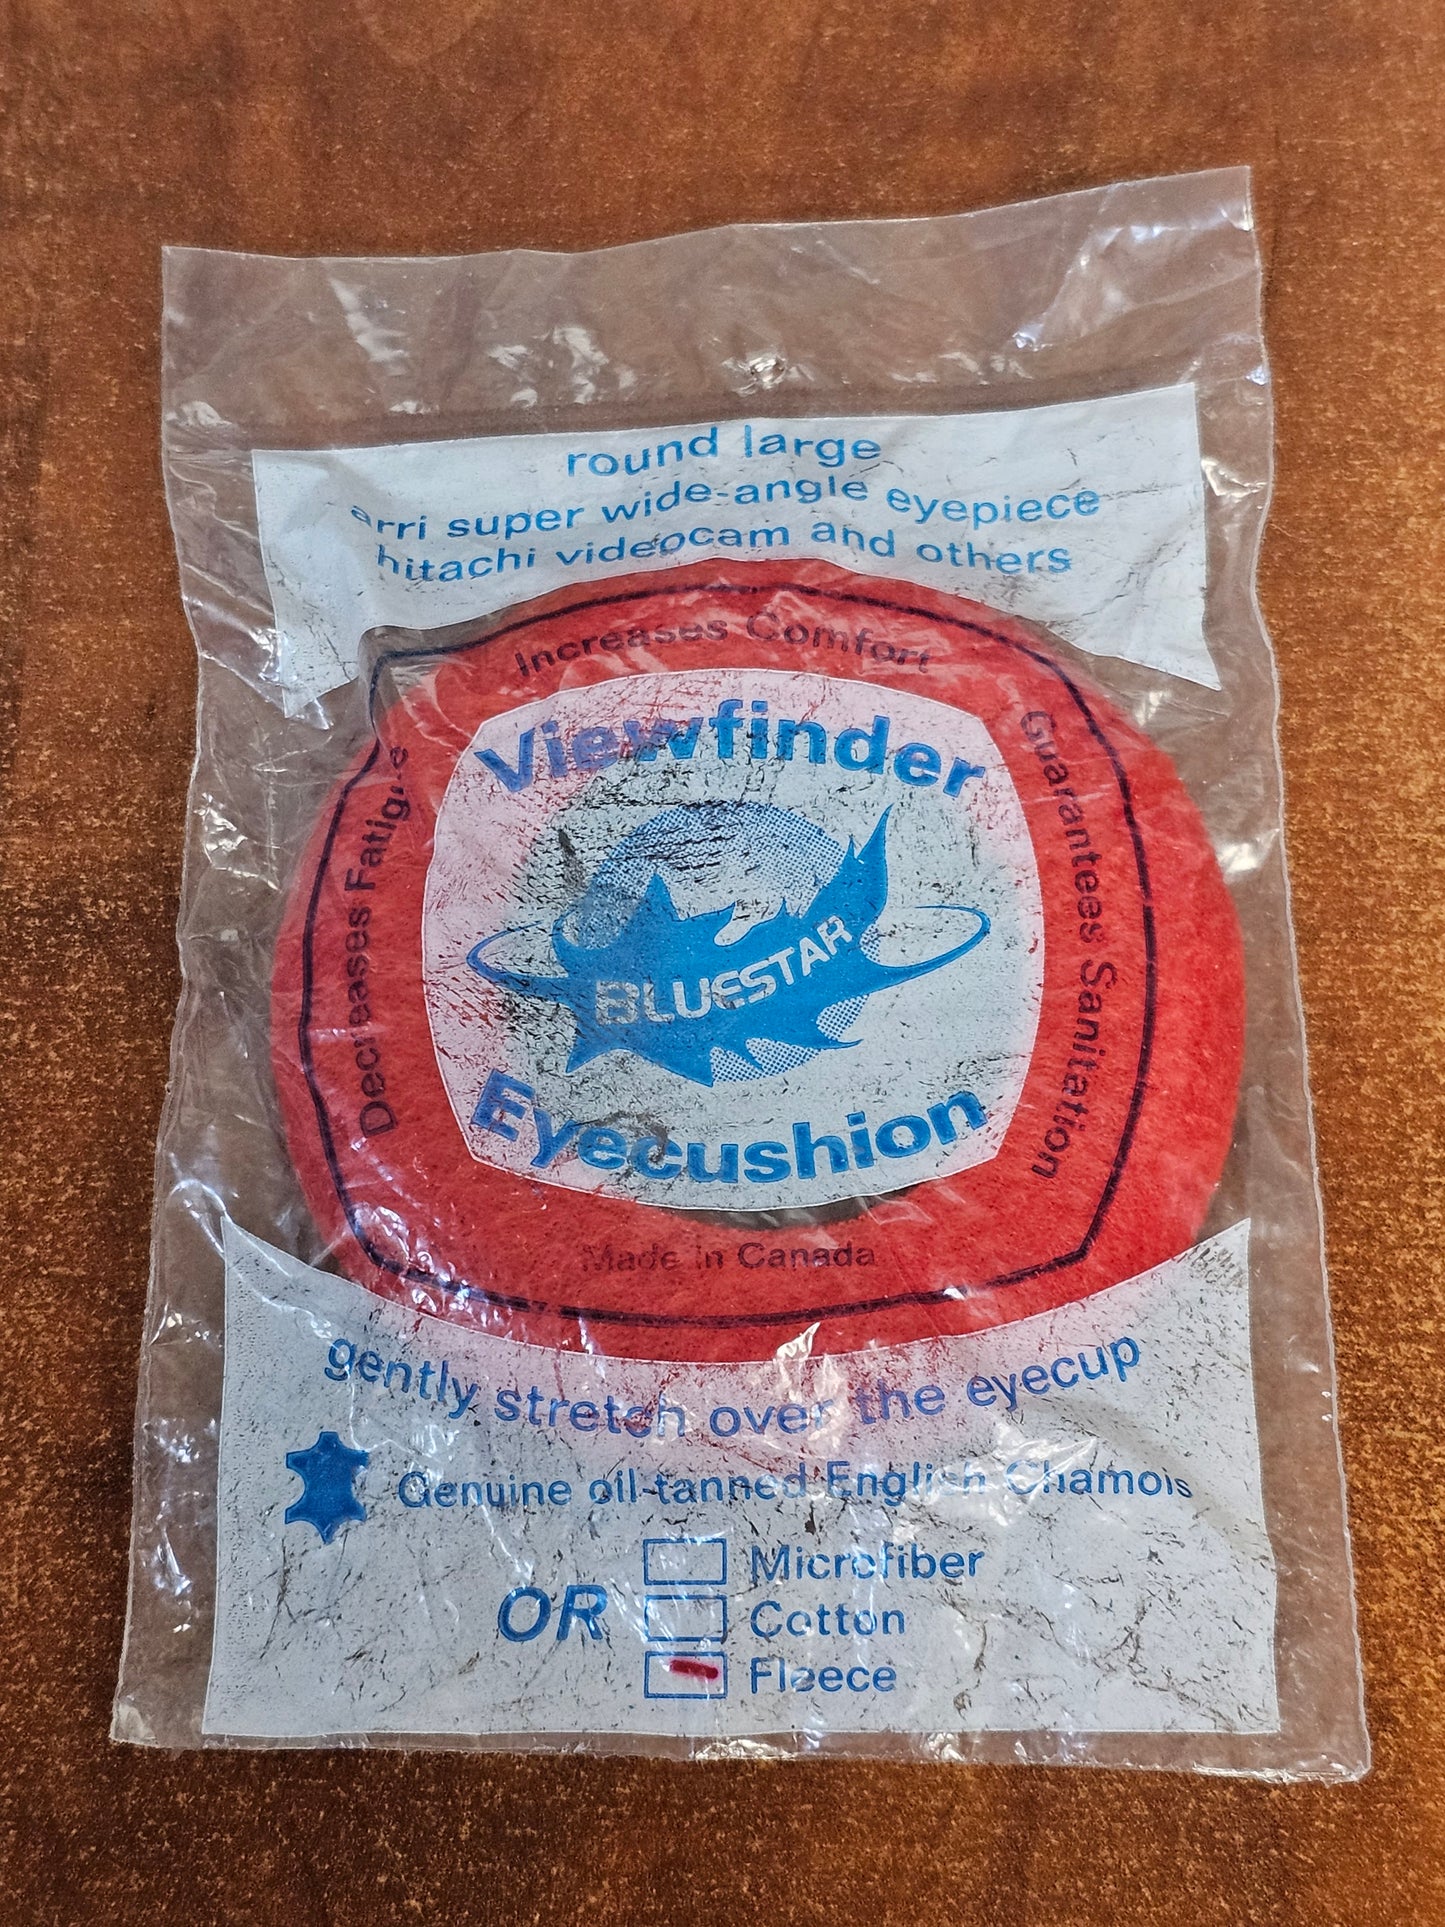 round large
arri super wide-angle eyepiece
hitachi videocam and others
Increases Comfort
Decreases Fatigue
Guarantees Sanitation
Viewfinder
BLUESTAR
Eyecushion
Made in Canada
gently stretch over the eyecup
Genuine oil-tanned English Chamois
OR
Microfiber
Cotton
Fleece